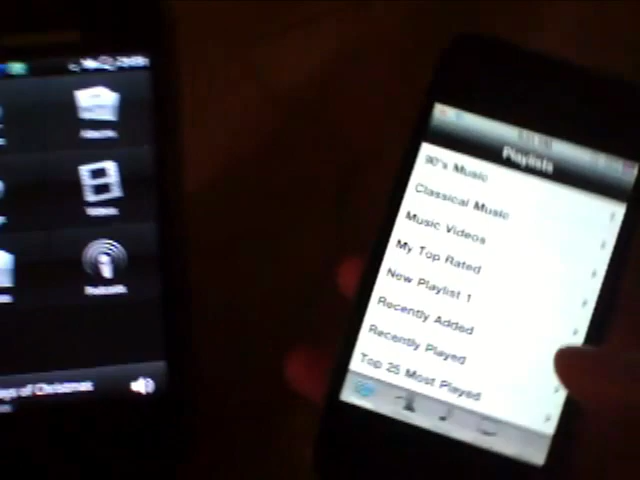 Albums
Videos
Podcasts
ys of Christmas
Playlists
90's Music
Classical Music
Music Videos
My Top Rated
New Playlist 1
Recently Added
Recently Played
Top 25 Most Played